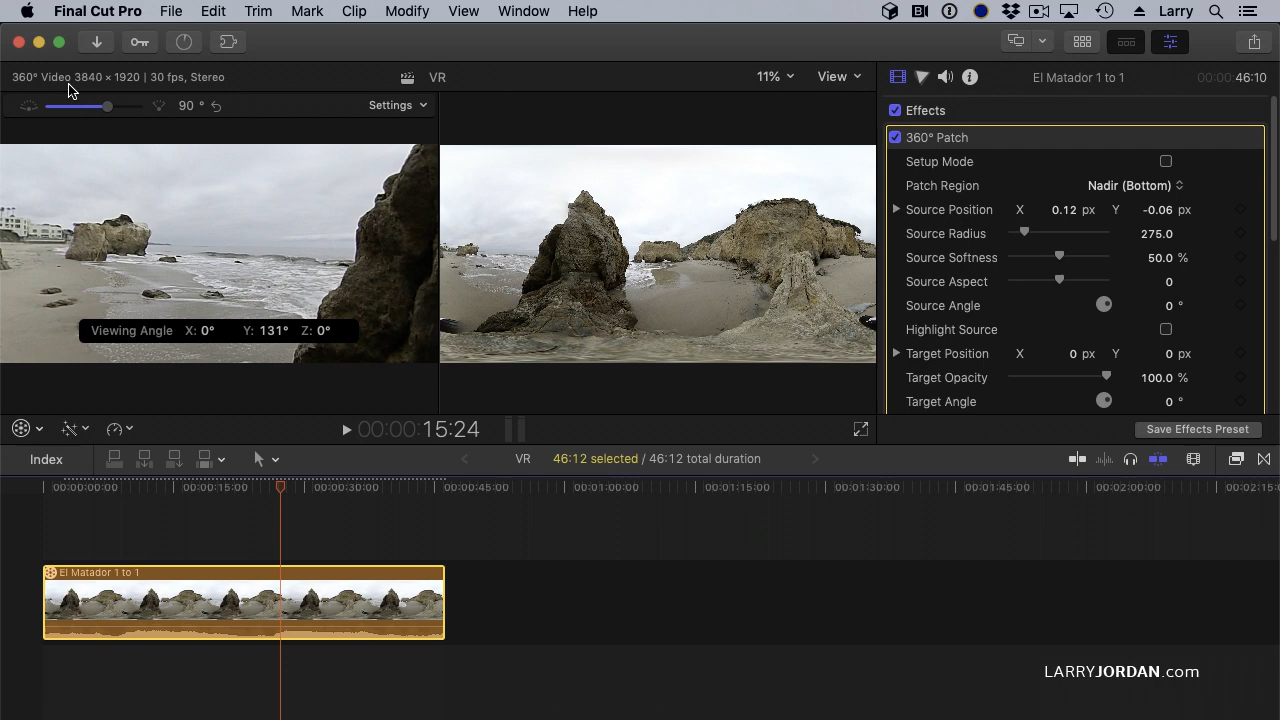 Final Cut Pro File Edit Trim Mark Clip Modify View Window Help Larry
360° Video 3840 × 1920 | 30 fps, Stereo VR 11% View El Matador 1 to 1 00:00:46:10
90 ° Settings
Effects
360° Patch
Setup Mode
Patch Region Nadir (Bottom)
Source Position X 0.12 px Y -0.06 px
Source Radius 275.0
Source Softness 50.0 %
Source Aspect 0
Source Angle 0 °
Highlight Source
Target Position X 0 px Y 0 px
Target Opacity 100.0 %
Target Angle 0 °
Viewing Angle X: 0° Y: 131° Z: 0°
00:00:15:24
Save Effects Preset
Index VR 46:12 selected / 46:12 total duration
00:00:00:00 00:00:15:00 00:00:30:00 00:00:45:00 00:01:00:00 00:01:15:00 00:01:30:00 00:01:45:00 00:02:00:00 00:02:15:0
El Matador 1 to 1
LARRYJORDAN.com